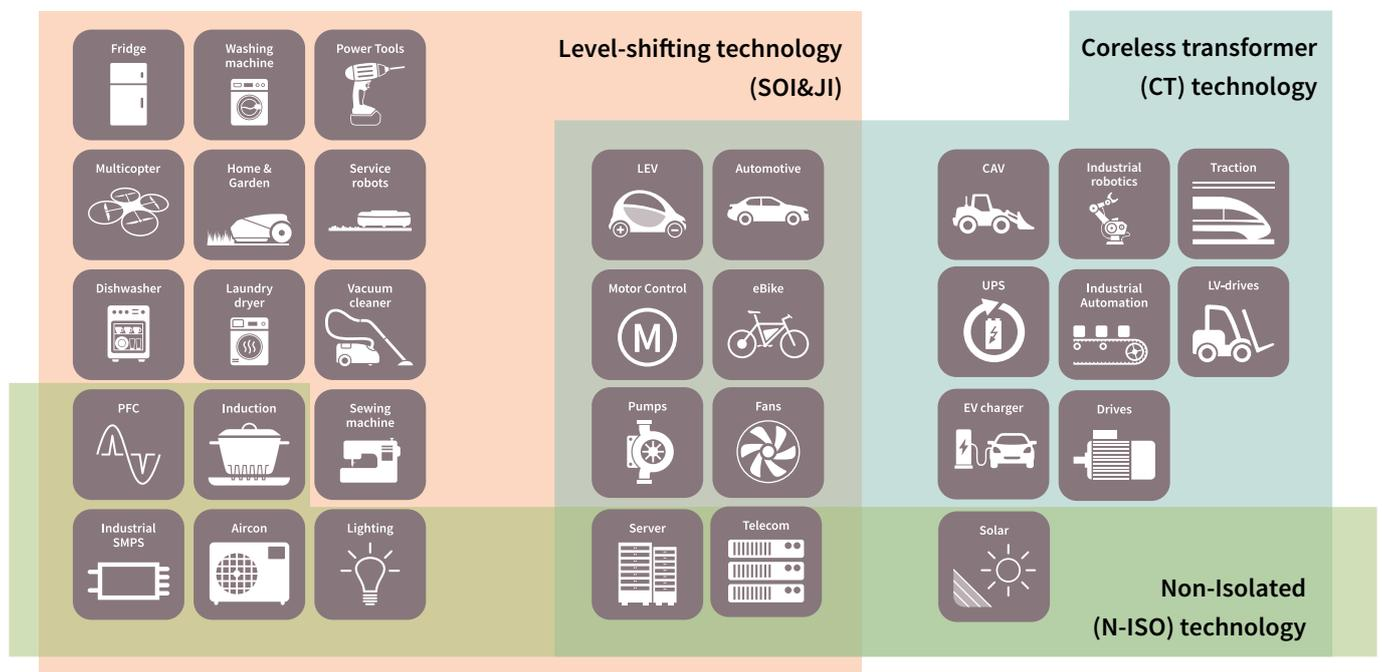 Level-shifting technology
(SOI&JI)
Coreless transformer
(CT) technology
Fridge
Washing
machine
Power Tools
Multicopter
Home &
Garden
Service
robots
LEV
Automotive
CAV
Industrial
robotics
Traction
Dishwasher
Laundry
dryer
Vacuum
cleaner
Motor Control
M
eBike
UPS
Industrial
Automation
LV-drives
PFC
Induction
Sewing
machine
Pumps
Fans
EV charger
Drives
Industrial
SMPS
Aircon
Lighting
Server
Telecom
Solar
Non-Isolated
(N-ISO) technology